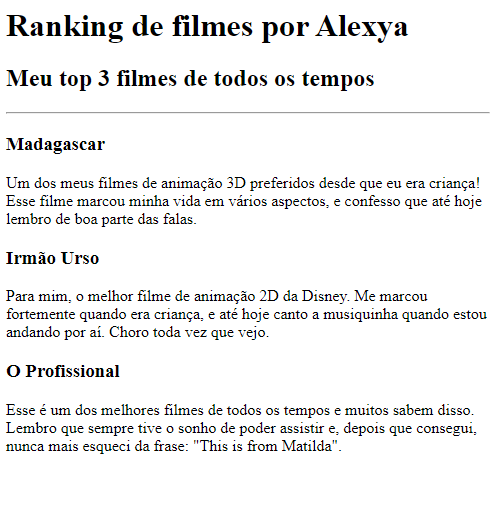 Ranking de filmes por Alexya
Meu top 3 filmes de todos os tempos
Madagascar
Um dos meus filmes de animação 3D preferidos desde que eu era criança!
Esse filme marcou minha vida em vários aspectos, e confesso que até hoje
lembro de boa parte das falas.
Irmão Urso
Para mim, o melhor filme de animação 2D da Disney. Me marcou
fortemente quando era criança, e até hoje canto a musiquinha quando estou
andando por aí. Choro toda vez que vejo.
O Profissional
Esse é um dos melhores filmes de todos os tempos e muitos sabem disso.
Lembro que sempre tive o sonho de poder assistir e, depois que consegui,
nunca mais esqueci da frase: "This is from Matilda".